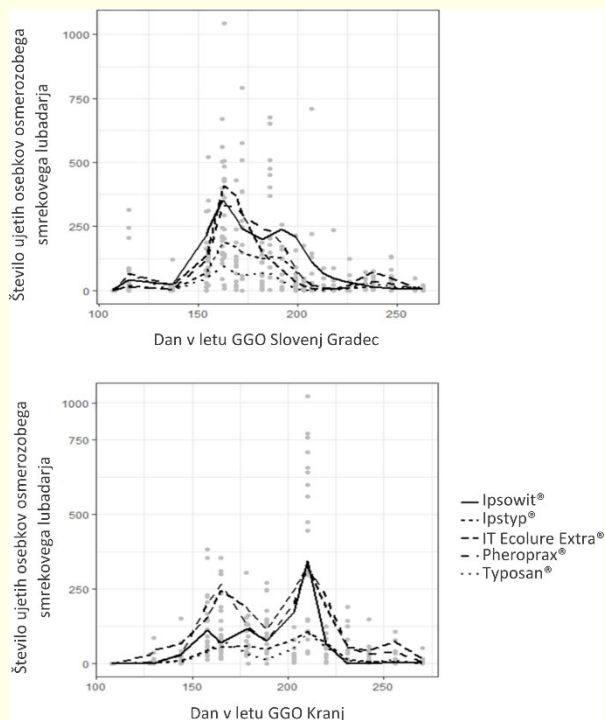 Število ujetih osebkov osmerozobega
smrekovega lubadarja
1000
750
500
250
0
100
150
200
250
Dan v letu GGO Slovenj Gradec
Število ujetih osebkov osmerozobega
smrekovega lubadarja
1000
750
500
250
0
100
150
200
250
Dan v letu GGO Kranj
Ipsowit®
Ipstyp®
IT Ecolure Extra®
Pheroprax®
Typosan®